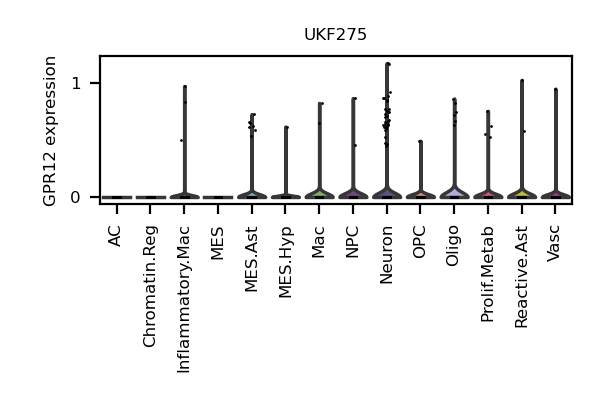 UKF275
GPR12 expression
1
0
AC
Chromatin.Reg
Inflammatory.Mac
MES
MES.Ast
MES.Hyp
Mac
NPC
Neuron
OPC
Oligo
Prolif.Metab
Reactive.Ast
Vasc